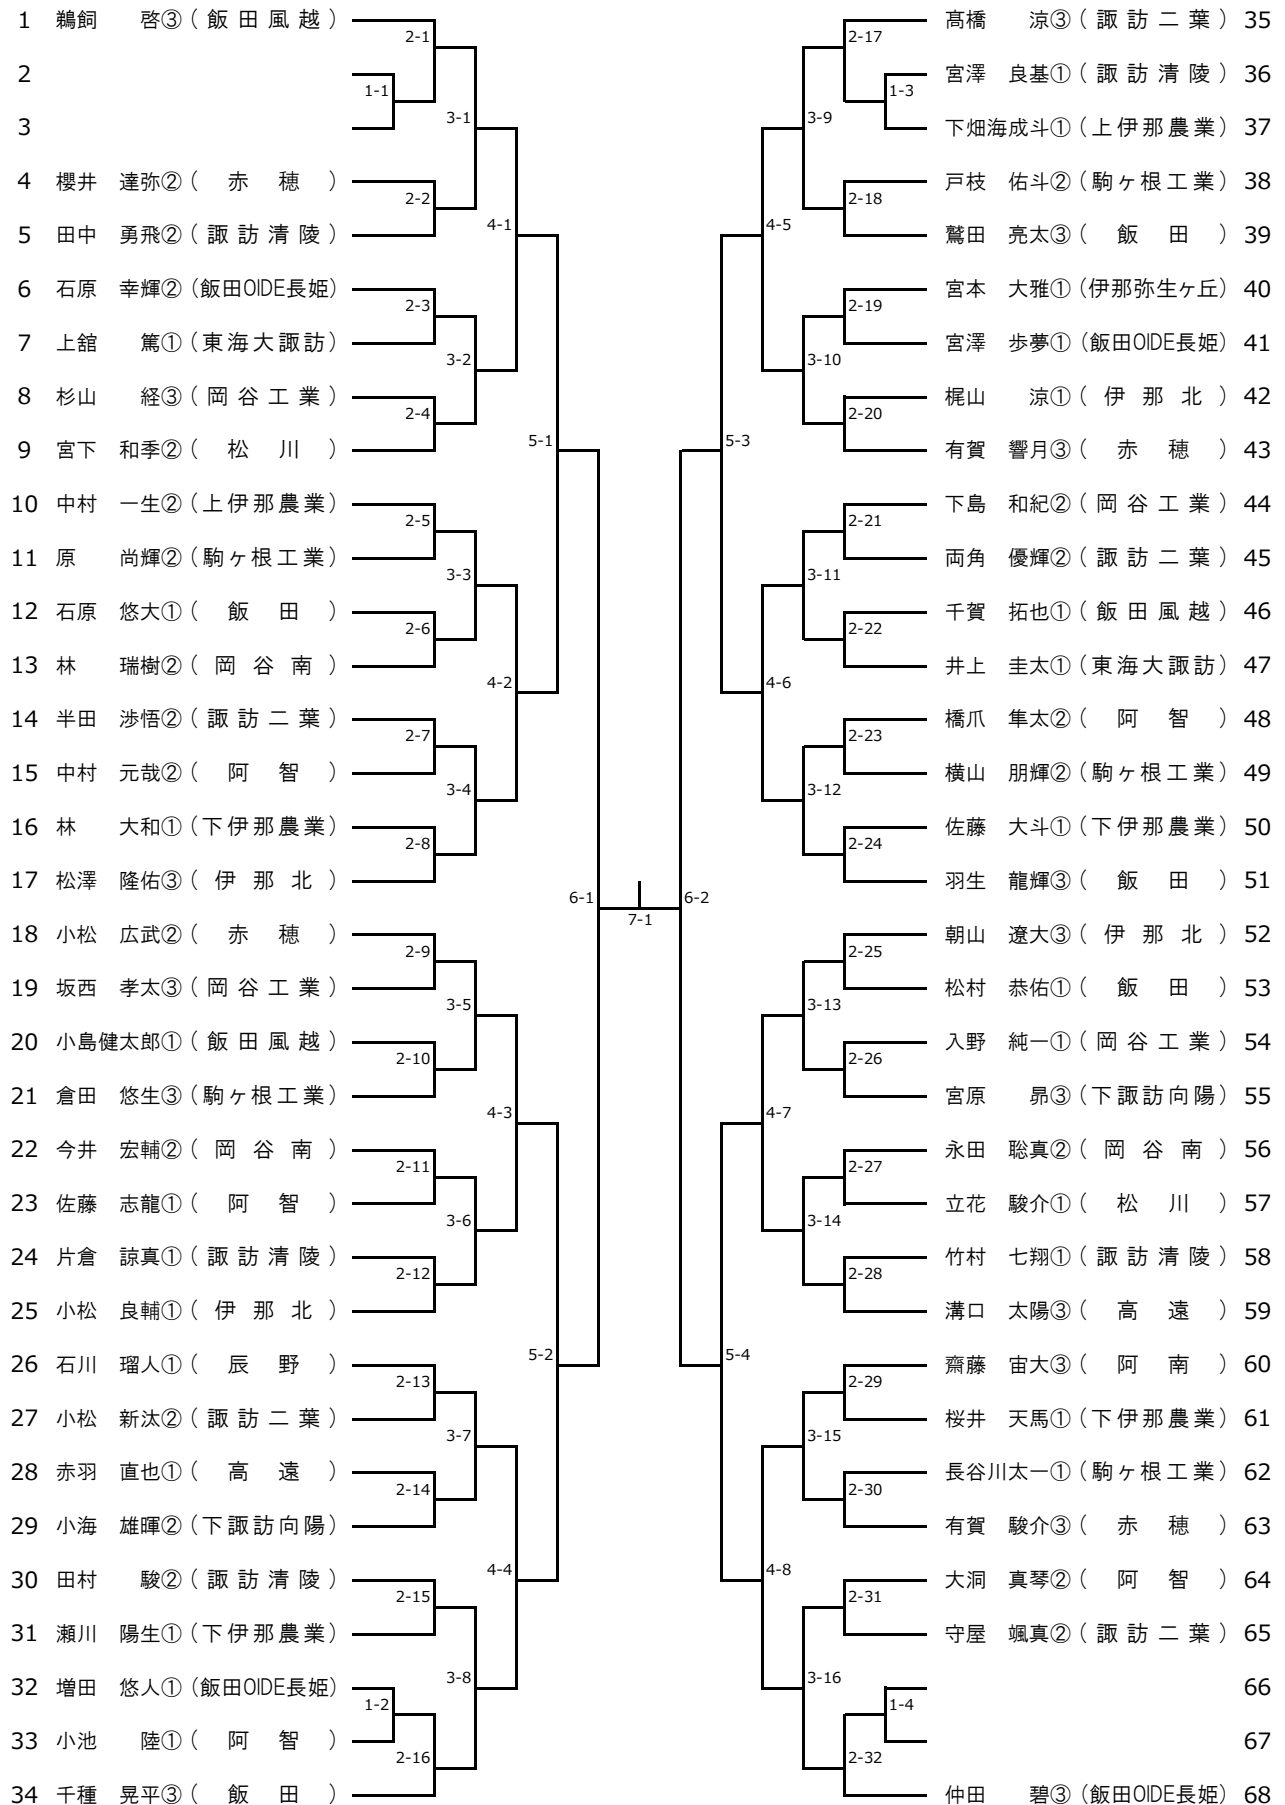 1 鵜飼 啓③ ( 飯田風越 )
2
3
4 櫻井 達弥② ( 赤穂 )
5 田中 勇飛② ( 諏訪清陵 )
6 石原 幸輝② (飯田OIDE長姫)
7 上舘 篤① ( 東海大諏訪 )
8 杉山 経③ ( 岡谷工業 )
9 宮下 和季② ( 松川 )
10 中村 一生② ( 上伊那農業 )
11 原 尚輝② ( 駒ヶ根工業 )
12 石原 悠大① ( 飯田 )
13 林 瑞樹② ( 岡谷南 )
14 半田 渉悟② ( 諏訪二葉 )
15 中村 元哉② ( 阿智 )
16 林 大和① ( 下伊那農業 )
17 松澤 隆佑③ ( 伊那北 )
18 小松 広武② ( 赤穂 )
19 坂西 孝太③ ( 岡谷工業 )
20 小島健太郎① ( 飯田風越 )
21 倉田 悠生③ ( 駒ヶ根工業 )
22 今井 宏輔② ( 岡谷南 )
23 佐藤 志龍① ( 阿智 )
24 片倉 諒真① ( 諏訪清陵 )
25 小松 良輔① ( 伊那北 )
26 石川 瑠人① ( 辰野 )
27 小松 新汰② ( 諏訪二葉 )
28 赤羽 直也① ( 高遠 )
29 小海 雄暉② ( 下諏訪向陽 )
30 田村 駿② ( 諏訪清陵 )
31 瀬川 陽生① ( 下伊那農業 )
32 増田 悠人① (飯田OIDE長姫)
33 小池 陸① ( 阿智 )
34 千種 晃平③ ( 飯田 )
1-1
1-2
2-1
2-2
2-3
2-4
2-5
2-6
2-7
2-8
2-9
2-10
2-11
2-12
2-13
2-14
2-15
2-16
3-1
3-2
3-3
3-4
3-5
3-6
3-7
3-8
4-1
4-2
4-3
4-4
5-1
5-2
6-1
7-1
6-2
5-3
5-4
4-5
4-6
4-7
4-8
3-9
3-10
3-11
3-12
3-13
3-14
3-15
3-16
2-17
2-18
2-19
2-20
2-21
2-22
2-23
2-24
2-25
2-26
2-27
2-28
2-29
2-30
2-31
2-32
1-3
1-4
髙橋 涼③ ( 諏訪二葉 ) 35
宮澤 良基① ( 諏訪清陵 ) 36
下畑海成斗① ( 上伊那農業 ) 37
戸枝 佑斗② ( 駒ヶ根工業 ) 38
鷲田 亮太③ ( 飯田 ) 39
宮本 大雅① (伊那弥生ヶ丘) 40
宮澤 歩夢① (飯田OIDE長姫) 41
梶山 涼① ( 伊那北 ) 42
有賀 響月③ ( 赤穂 ) 43
下島 和紀② ( 岡谷工業 ) 44
両角 優輝② ( 諏訪二葉 ) 45
千賀 拓也① ( 飯田風越 ) 46
井上 圭太① ( 東海大諏訪 ) 47
橋爪 隼太② ( 阿智 ) 48
横山 朋輝② ( 駒ヶ根工業 ) 49
佐藤 大斗① ( 下伊那農業 ) 50
羽生 龍輝③ ( 飯田 ) 51
朝山 遼大③ ( 伊那北 ) 52
松村 恭佑① ( 飯田 ) 53
入野 純一① ( 岡谷工業 ) 54
宮原 昴③ ( 下諏訪向陽 ) 55
永田 聡真② ( 岡谷南 ) 56
立花 駿介① ( 松川 ) 57
竹村 七翔① ( 諏訪清陵 ) 58
溝口 太陽③ ( 高遠 ) 59
齋藤 宙大③ ( 阿南 ) 60
桜井 天馬① ( 下伊那農業 ) 61
長谷川太一① ( 駒ヶ根工業 ) 62
有賀 駿介③ ( 赤穂 ) 63
大洞 真琴② ( 阿智 ) 64
守屋 颯真② ( 諏訪二葉 ) 65
66
67
仲田 碧③ (飯田OIDE長姫) 68